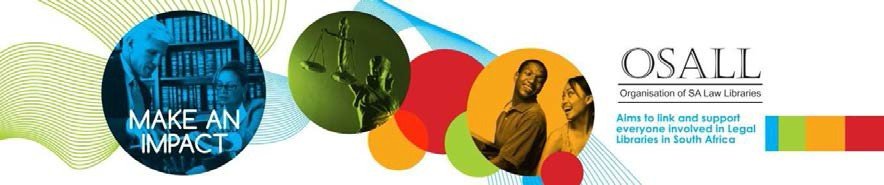 MAKE AN
IMPACT
OSALL
Organisation of SA Law Libraries
Aims to link and support
everyone involved in Legal
Libraries in South Africa